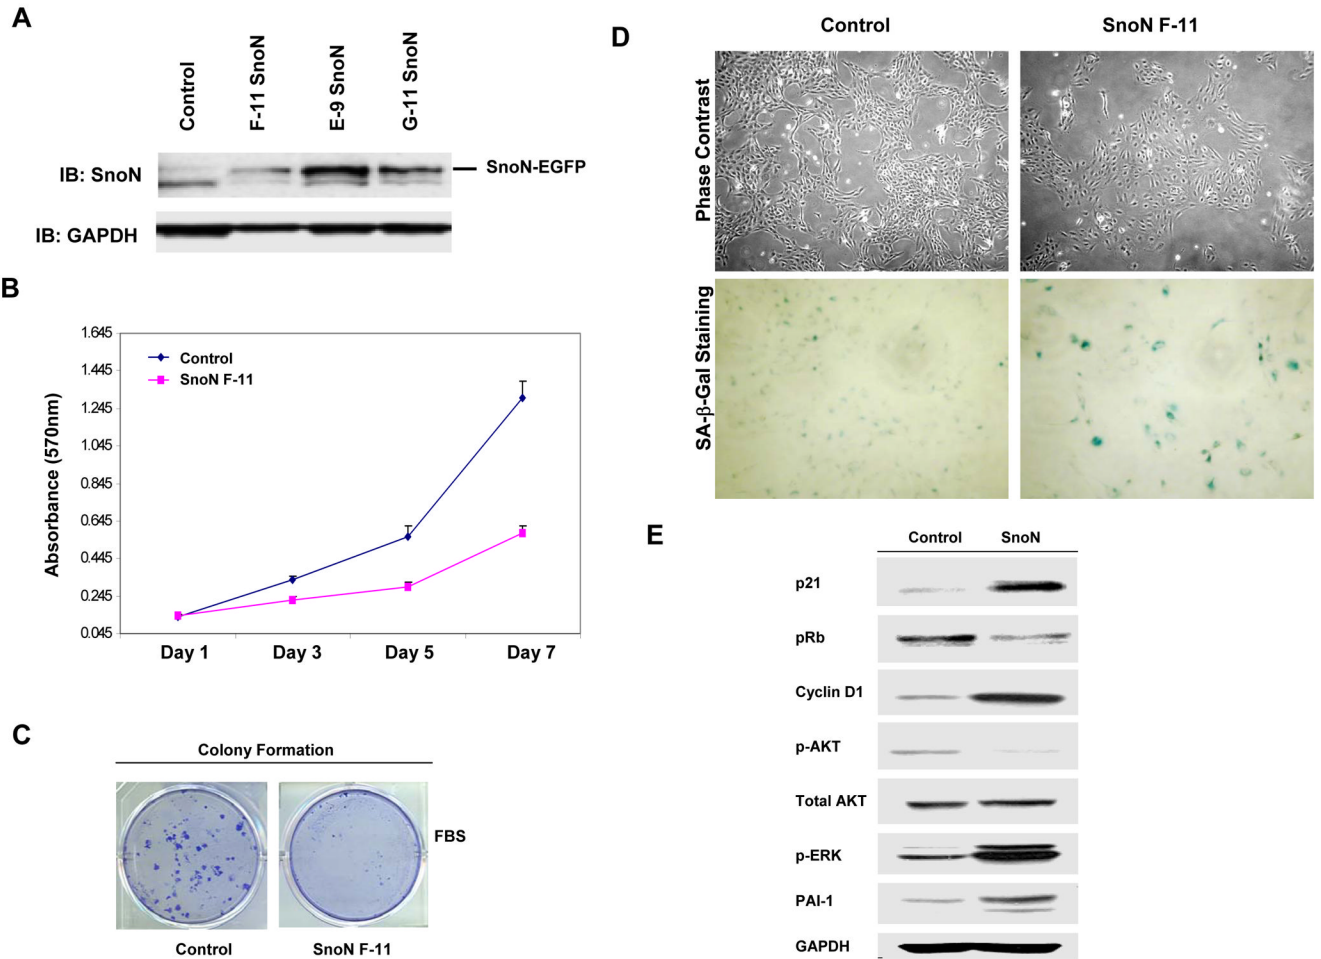 A
Control
F-11 SnoN
E-9 SnoN
G-11 SnoN
IB: SnoN
SnoN-EGFP
IB: GAPDH
B
1.645
1.445
1.245
1.045
0.845
0.645
0.445
0.245
0.045
Absorbance (570nm)
Control
SnoN F-11
Day 1 Day 3 Day 5 Day 7
C
Colony Formation
FBS
Control SnoN F-11
D
Control SnoN F-11
Phase Contrast
SA-β-Gal Staining
E
Control SnoN
p21
pRb
Cyclin D1
p-AKT
Total AKT
p-ERK
PAI-1
GAPDH